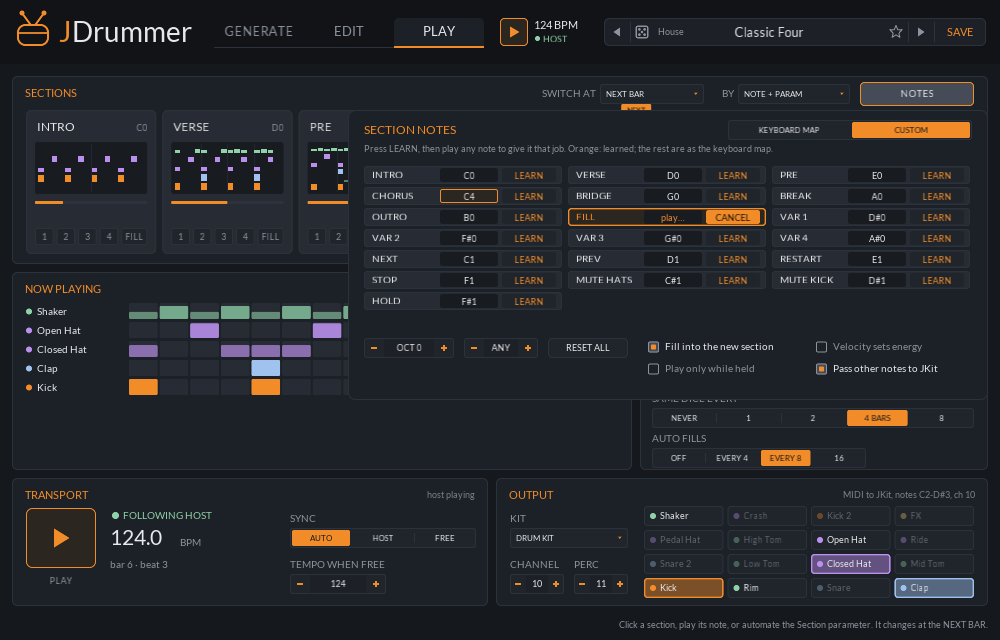 JDrummer
GENERATE EDIT PLAY
124 BPM
HOST
House Classic Four SAVE
SECTIONS
SWITCH AT NEXT BAR BY NOTE + PARAM NOTES
INTRO C0
VERSE D0
PRE
1 2 3 4 FILL
1 2 3 4 FILL
1 2
SECTION NOTES
KEYBOARD MAP CUSTOM
Press LEARN, then play any note to give it that job. Orange: learned; the rest are as the keyboard map.
INTRO C0 LEARN VERSE D0 LEARN PRE E0 LEARN
CHORUS C4 LEARN BRIDGE G0 LEARN BREAK A0 LEARN
OUTRO B0 LEARN FILL play... CANCEL VAR 1 D#0 LEARN
VAR 2 F#0 LEARN VAR 3 G#0 LEARN VAR 4 A#0 LEARN
NEXT C1 LEARN PREV D1 LEARN RESTART E1 LEARN
STOP F1 LEARN MUTE HATS C#1 LEARN MUTE KICK D#1 LEARN
HOLD F#1 LEARN
OCT 0 ANY RESET ALL
Fill into the new section Velocity sets energy
Play only while held Pass other notes to JKit
NOW PLAYING
Shaker
Open Hat
Closed Hat
Clap
Kick
NEVER 1 2 4 BARS 8
AUTO FILLS
OFF EVERY 4 EVERY 8 16
TRANSPORT host playing
PLAY
FOLLOWING HOST
124.0 BPM
bar 6 · beat 3
SYNC
AUTO HOST FREE
TEMPO WHEN FREE
124
OUTPUT MIDI to JKit, notes C2-D#3, ch 10
KIT
DRUM KIT
CHANNEL PERC
10 11
Shaker Crash Kick 2 FX
Pedal Hat High Tom Open Hat Ride
Snare 2 Low Tom Closed Hat Mid Tom
Kick Rim Snare Clap
Click a section, play its note, or automate the Section parameter. It changes at the NEXT BAR.